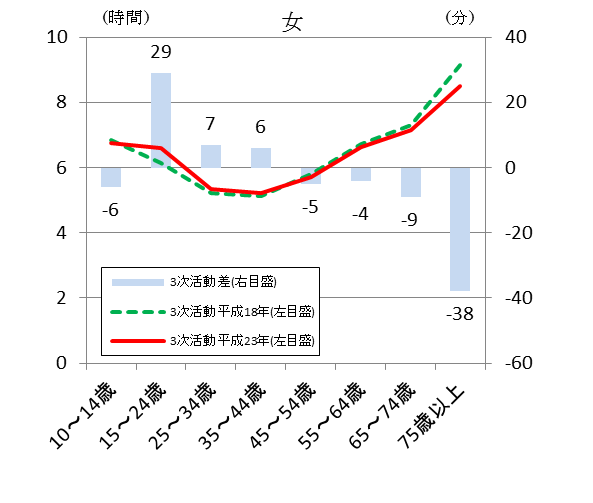 (時間)
女
(分)
10
8
6
4
2
0
40
20
0
-20
-40
-60
-6
29
7
6
-5
-4
-9
-38
3次活動 差(右目盛)
3次活動 平成18年(左目盛)
3次活動 平成23年(左目盛)
10～14歳
15～24歳
25～34歳
35～44歳
45～54歳
55～64歳
65～74歳
75歳以上